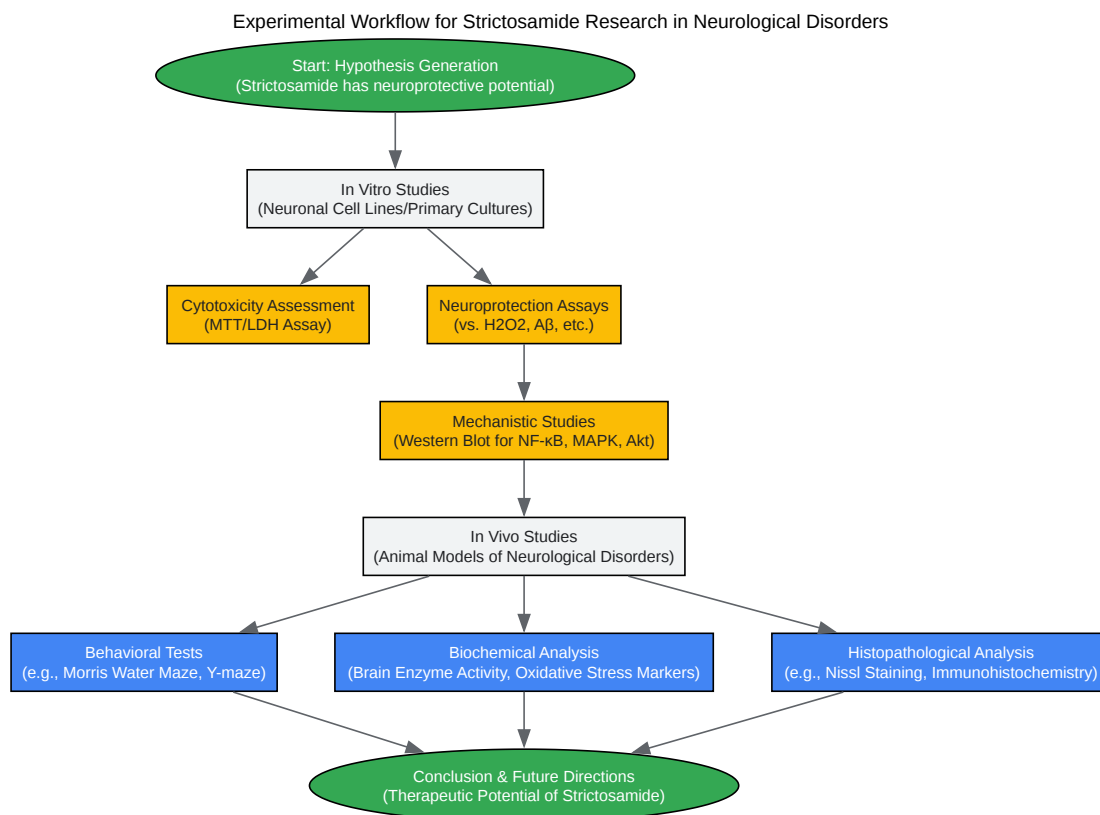 Experimental Workflow for Strictosamide Research in Neurological Disorders
Start: Hypothesis Generation
(Strictosamide has neuroprotective potential)
In Vitro Studies
(Neuronal Cell Lines/Primary Cultures)
Cytotoxicity Assessment
(MTT/LDH Assay)
Neuroprotection Assays
(vs. H2O2, Aβ, etc.)
Mechanistic Studies
(Western Blot for NF-κB, MAPK, Akt)
In Vivo Studies
(Animal Models of Neurological Disorders)
Behavioral Tests
(e.g., Morris Water Maze, Y-maze)
Biochemical Analysis
(Brain Enzyme Activity, Oxidative Stress Markers)
Histopathological Analysis
(e.g., Nissl Staining, Immunohistochemistry)
Conclusion & Future Directions
(Therapeutic Potential of Strictosamide)